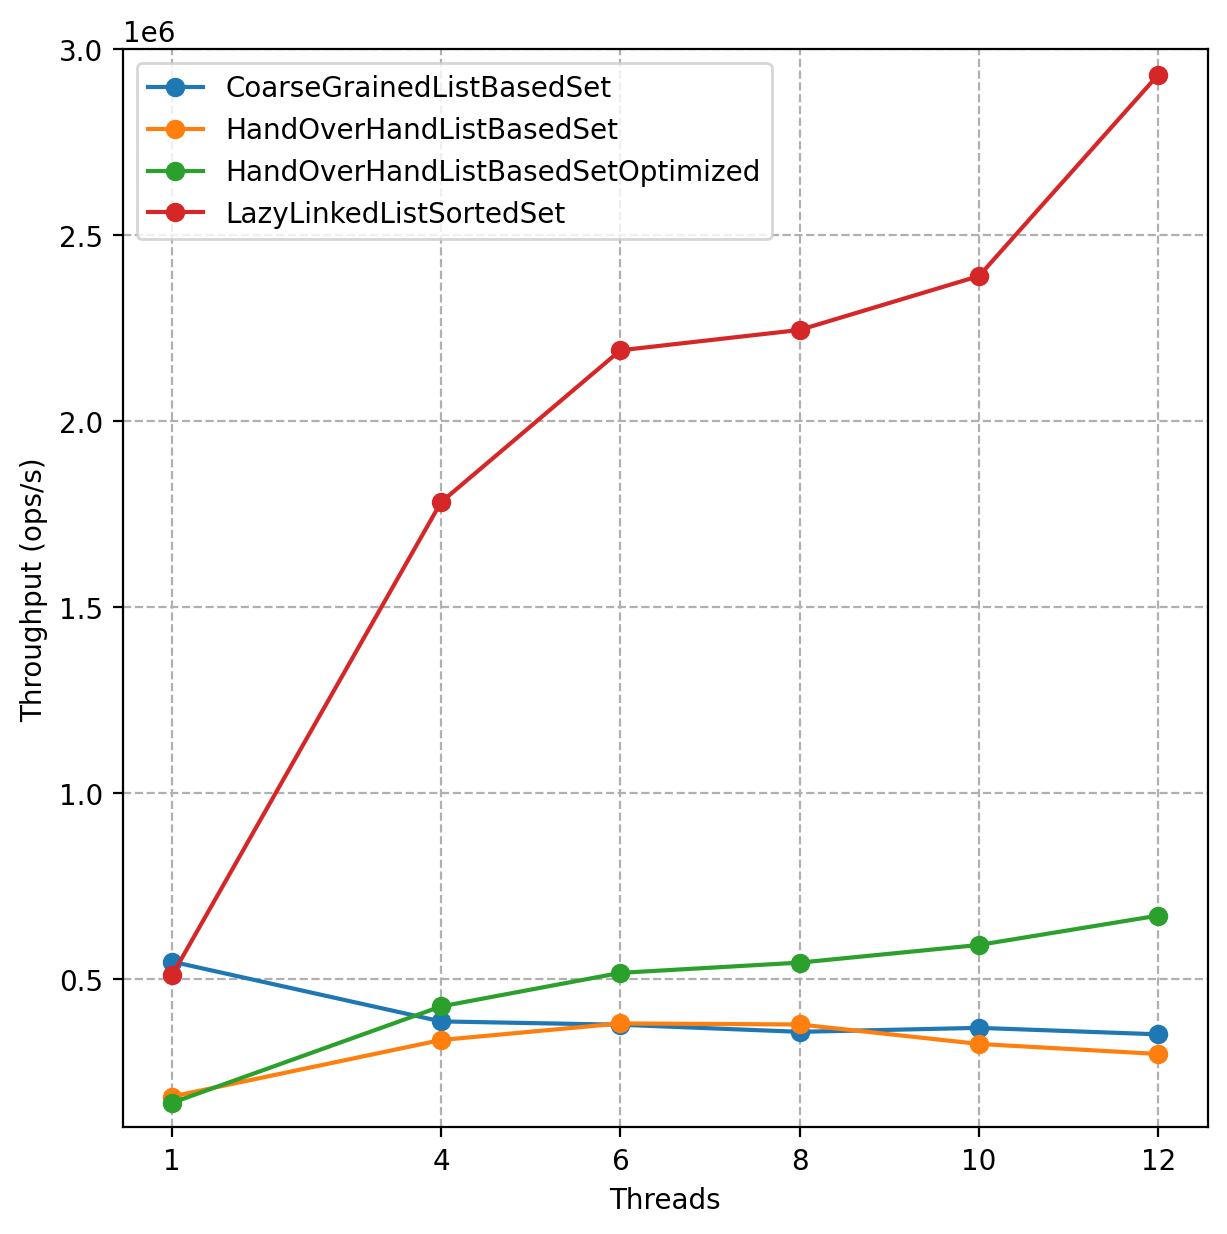 1e6
3.0
2.5
2.0
1.5
1.0
0.5
Throughput (ops/s)
CoarseGrainedListBasedSet
HandOverHandListBasedSet
HandOverHandListBasedSetOptimized
LazyLinkedListSortedSet
1 4 6 8 10 12
Threads